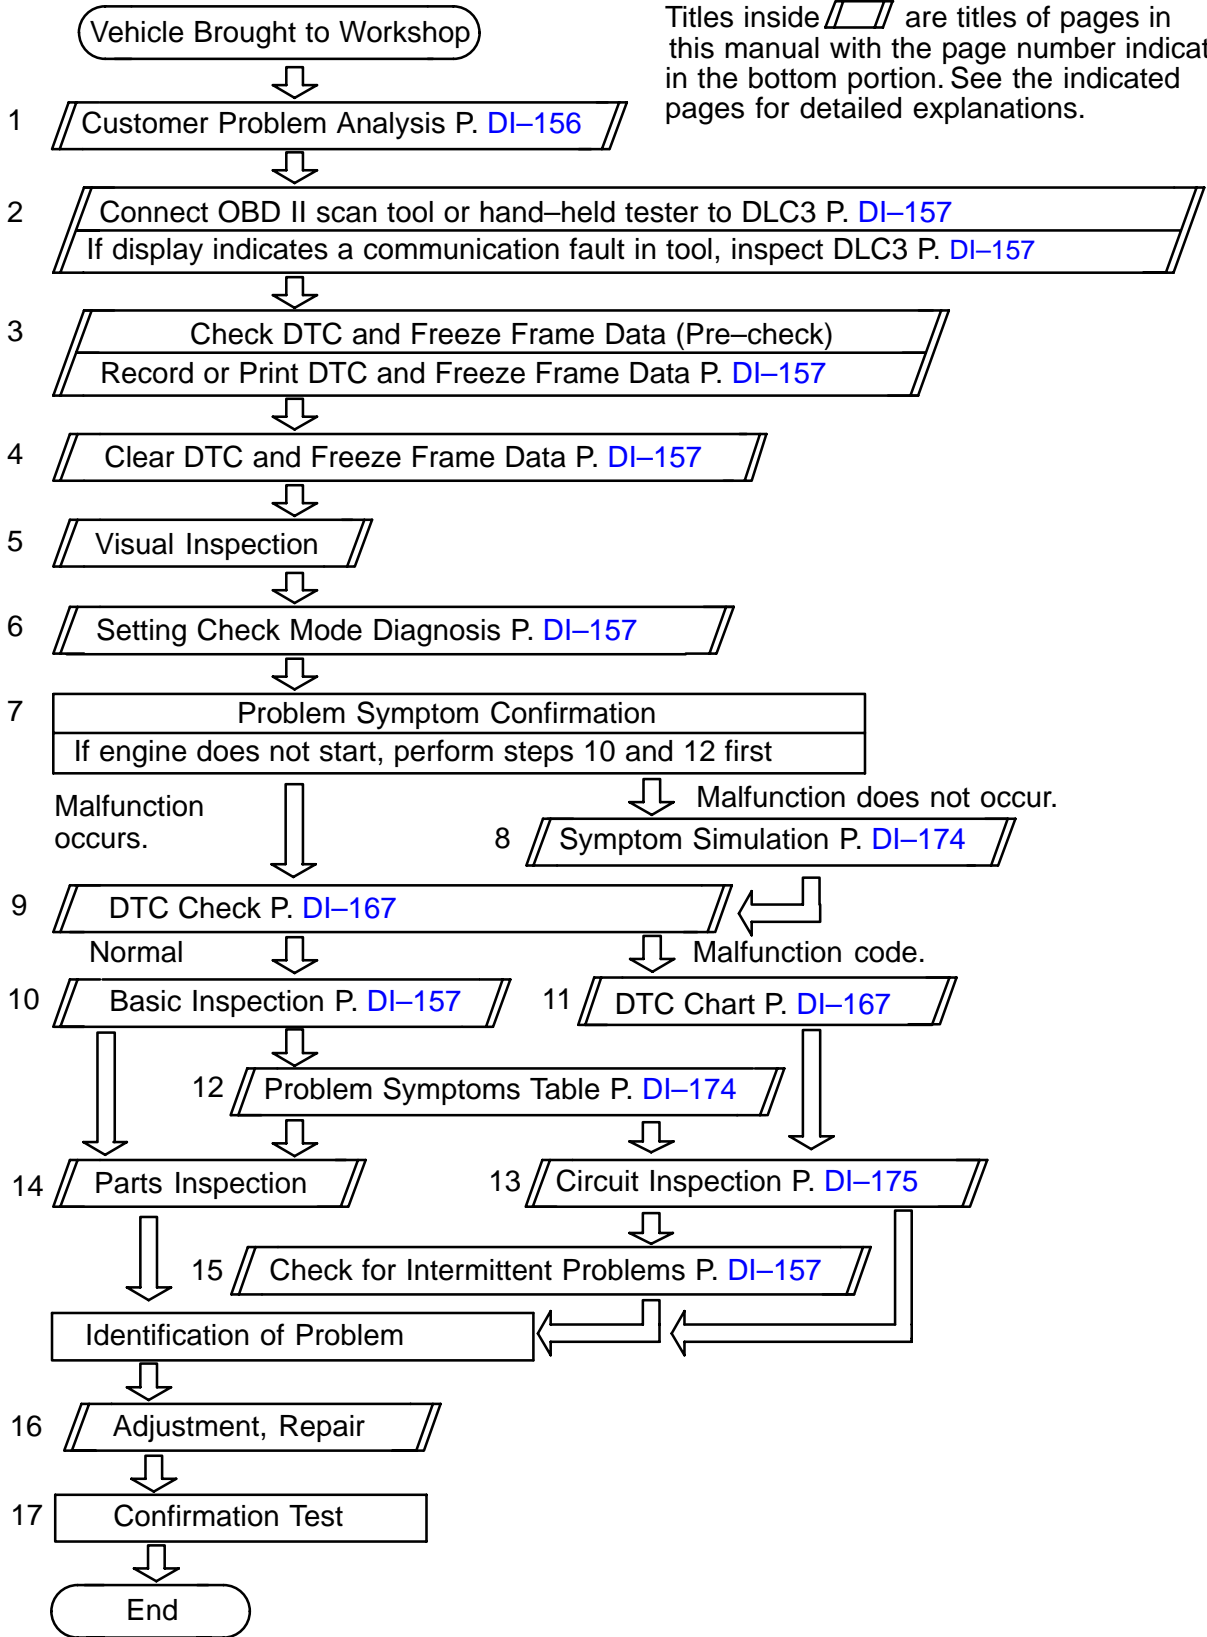 Vehicle Brought to Workshop
Titles inside are titles of pages in
this manual with the page number indicat
in the bottom portion. See the indicated
pages for detailed explanations.
1 Customer Problem Analysis P. DI–156
2 Connect OBD II scan tool or hand–held tester to DLC3 P. DI–157
If display indicates a communication fault in tool, inspect DLC3 P. DI–157
3 Check DTC and Freeze Frame Data (Pre–check)
Record or Print DTC and Freeze Frame Data P. DI–157
4 Clear DTC and Freeze Frame Data P. DI–157
5 Visual Inspection
6 Setting Check Mode Diagnosis P. DI–157
7 Problem Symptom Confirmation
If engine does not start, perform steps 10 and 12 first
Malfunction
occurs.
Malfunction does not occur.
8 Symptom Simulation P. DI–174
9 DTC Check P. DI–167
Normal
Malfunction code.
10 Basic Inspection P. DI–157
11 DTC Chart P. DI–167
12 Problem Symptoms Table P. DI–174
14 Parts Inspection
13 Circuit Inspection P. DI–175
15 Check for Intermittent Problems P. DI–157
Identification of Problem
16 Adjustment, Repair
17 Confirmation Test
End